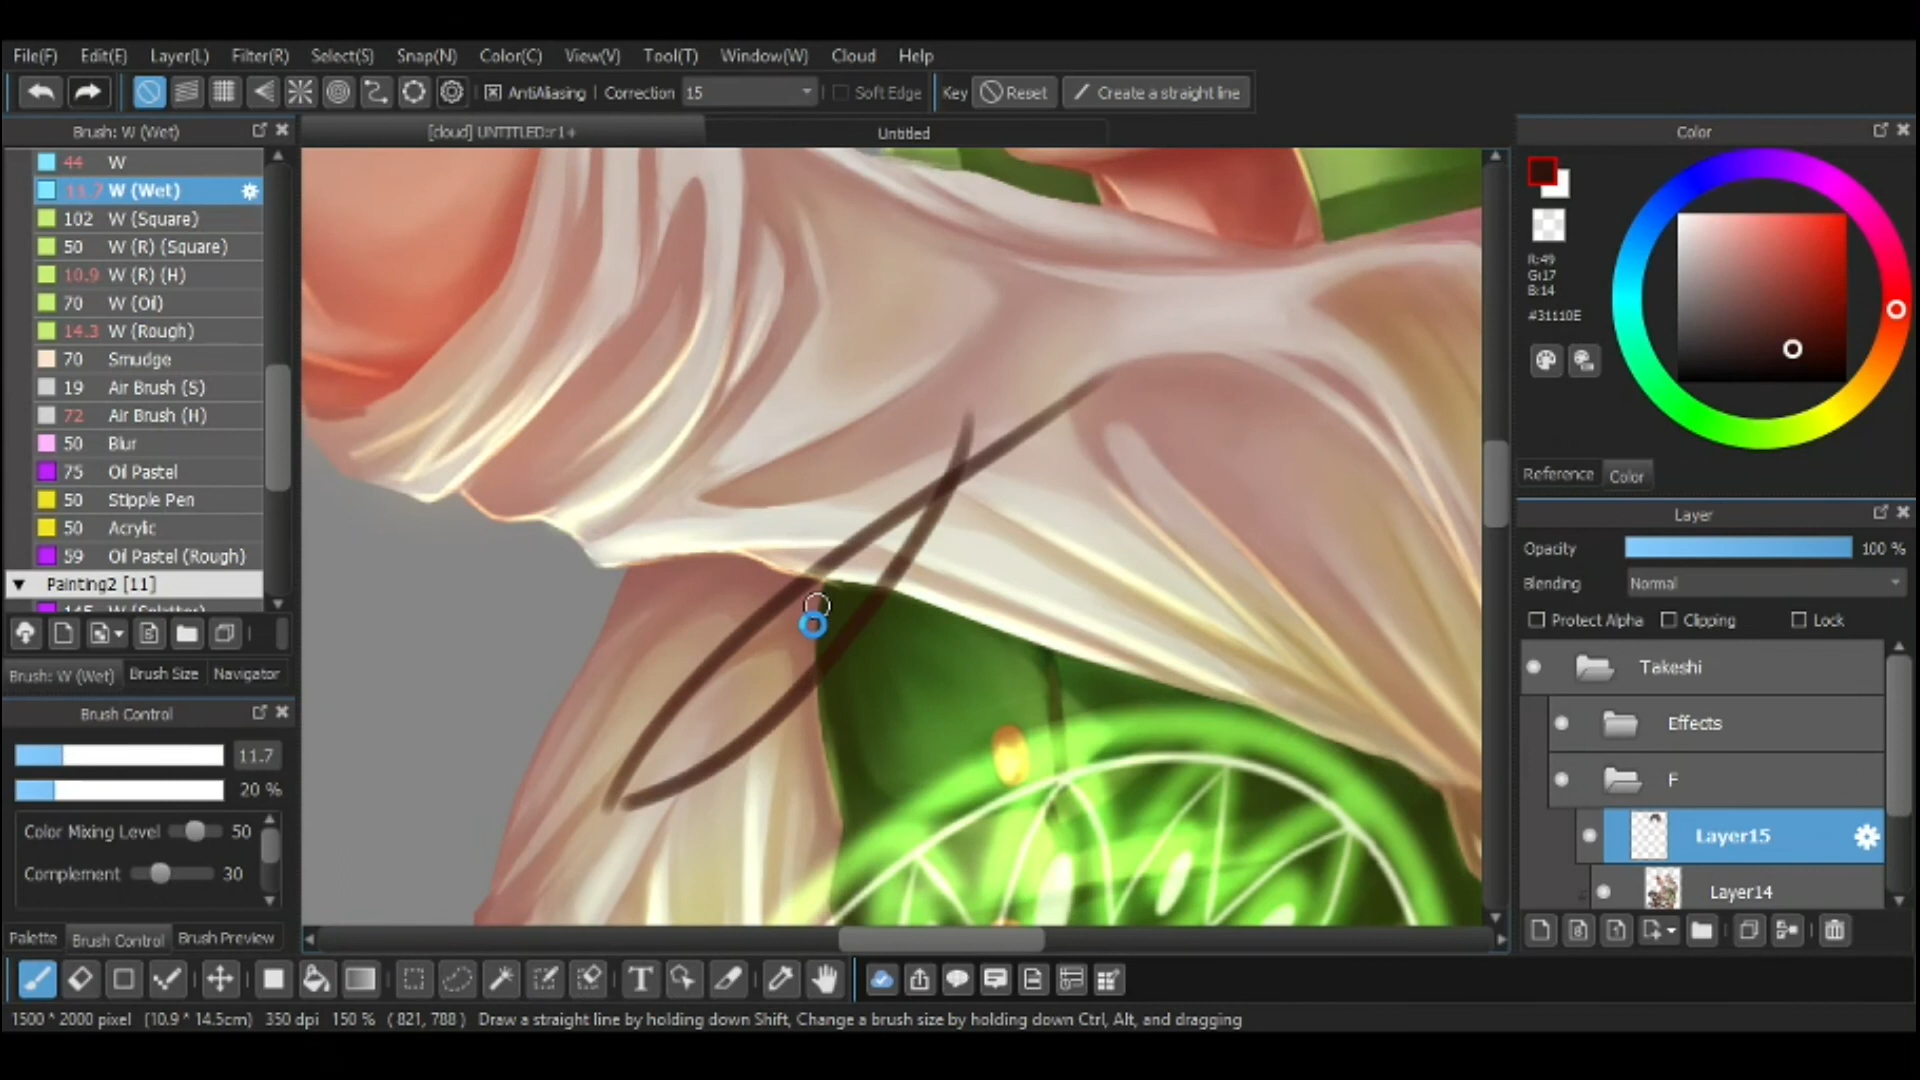 File(F) Edit(E) Layer(L) Filter(R) Select(S) Snap(N) Color(C) View(V) Tool(T) Window(W) Cloud Help
AntiAliasing Correction 15 Soft Edge Key Reset Create a straight line
Brush: W (Wet)
[cloud] UNTITLED:r1+
Untitled
Color
44 W
11.7 W (Wet)
102 W (Square)
50 W (R) (Square)
10.9 W (R) (H)
70 W (Oil)
14.3 W (Rough)
70 Smudge
19 Air Brush (S)
72 Air Brush (H)
50 Blur
75 Oil Pastel
50 Stipple Pen
50 Acrylic
59 Oil Pastel (Rough)
Painting2 [11]
145 W (Splatter)
Brush: W (Wet) Brush Size Navigator
Brush Control
11.7
20 %
Color Mixing Level 50
Complement 30
Palette Brush Control Brush Preview
R:49
G:17
B:14
#31110E
Reference Color
Layer
Opacity 100 %
Blending Normal
Protect Alpha Clipping Lock
Takeshi
Effects
F
Layer15
Layer14
T
1500 * 2000 pixel (10.9 * 14.5cm) 350 dpi 150 % ( 821, 788 ) Draw a straight line by holding down Shift, Change a brush size by holding down Ctrl, Alt, and dragging